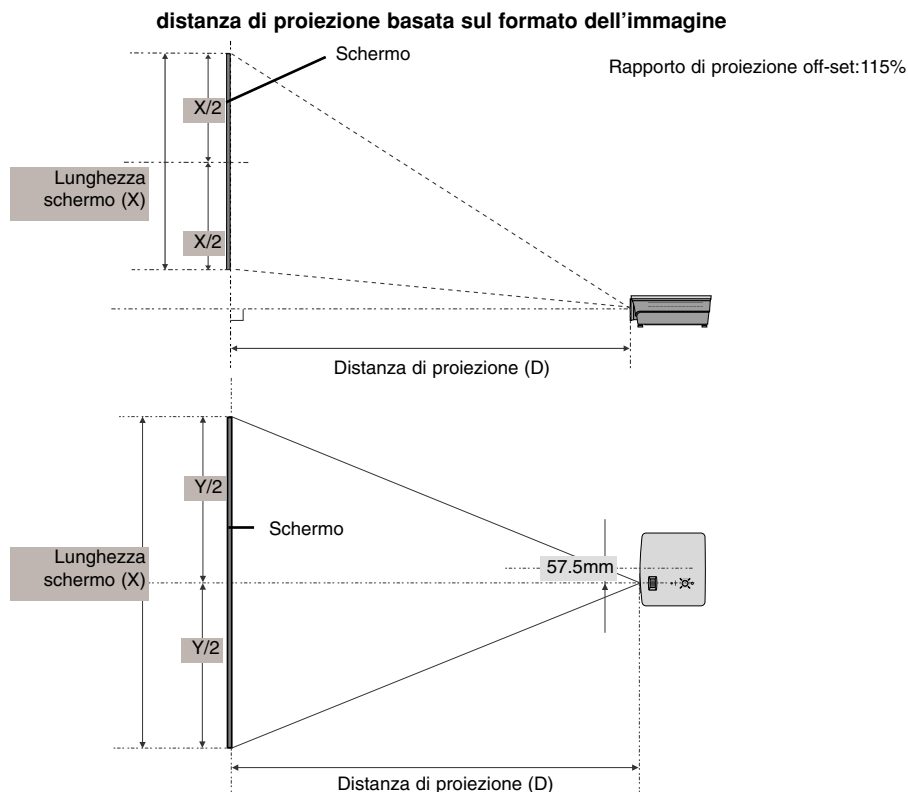 distanza di proiezione basata sul formato dell'immagine
Schermo
Rapporto di proiezione off-set:115%
X/2
Lunghezza
schermo (X)
X/2
Distanza di proiezione (D)
Y/2
Schermo
Lunghezza
schermo (X)
57.5mm
Y/2
Distanza di proiezione (D)